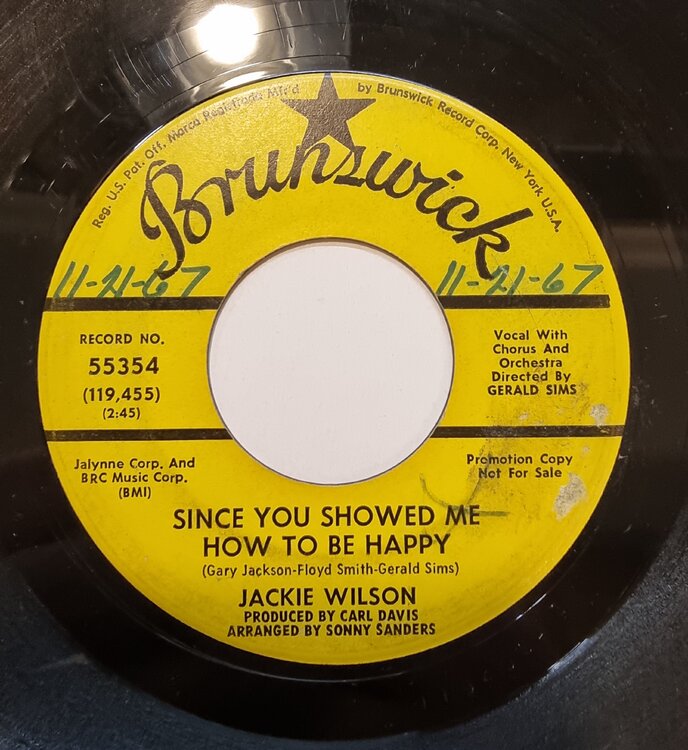 Reg. U.S. Pat. Off. Marca Registrada Mfr'd by Brunswick Record Corp. New York U.S.A.
Brunswick
11-21-67 11-21-67
RECORD NO.
55354
(119,455)
(2:45)
Vocal With
Chorus And
Orchestra
Directed By
GERALD SIMS
Jalynne Corp. And
BRC Music Corp.
(BMI)
Promotion Copy
Not For Sale
SINCE YOU SHOWED ME
HOW TO BE HAPPY
(Gary Jackson-Floyd Smith-Gerald Sims)
JACKIE WILSON
PRODUCED BY CARL DAVIS
ARRANGED BY SONNY SANDERS